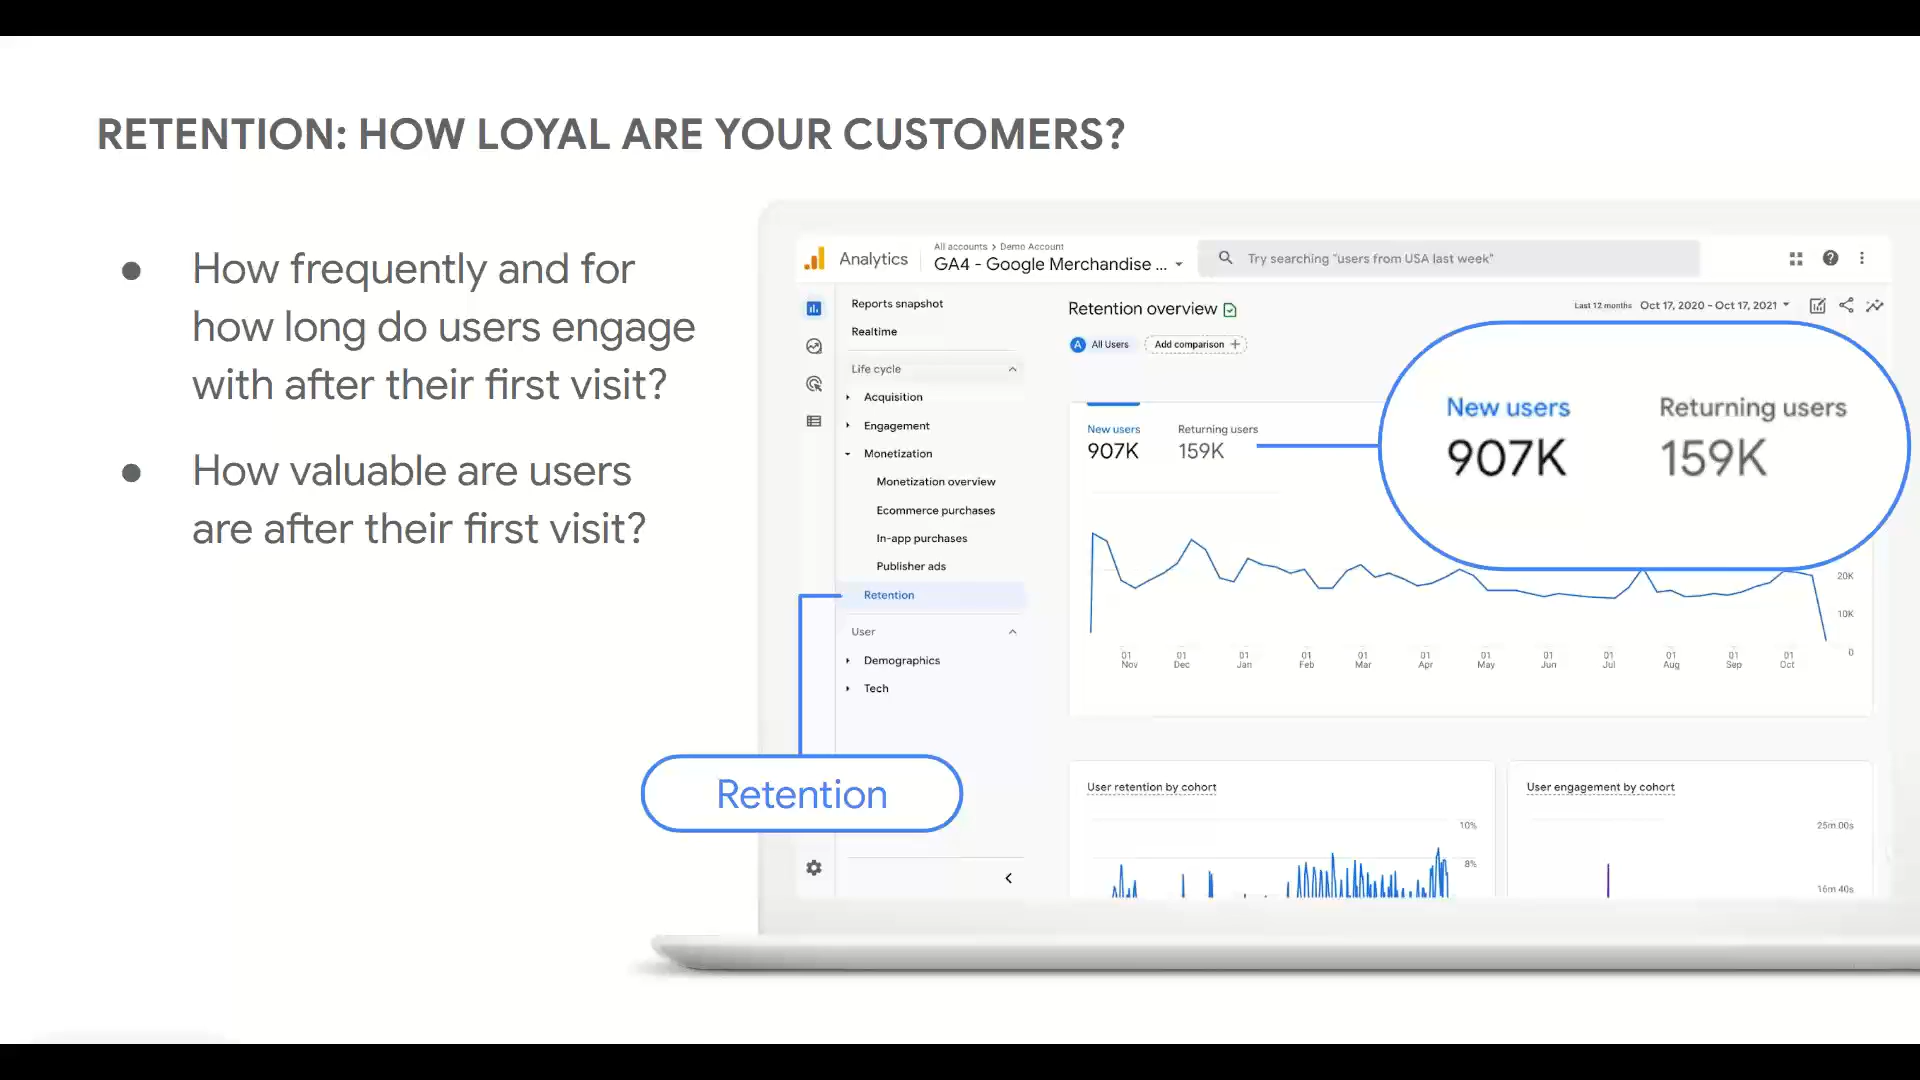 RETENTION: HOW LOYAL ARE YOUR CUSTOMERS?
● How frequently and for
how long do users engage
with after their first visit?
● How valuable are users
are after their first visit?
Analytics
All accounts > Demo Account
GA4 - Google Merchandise ...
Try searching "users from USA last week"
Reports snapshot
Realtime
Life cycle
Acquisition
Engagement
Monetization
Monetization overview
Ecommerce purchases
In-app purchases
Publisher ads
Retention
User
Demographics
Tech
Retention
Retention overview
Last 12 months Oct 17, 2020 - Oct 17, 2021
A All Users
Add comparison +
New users
907K
Returning users
159K
New users
907K
Returning users
159K
20K
10K
0
01 Nov
01 Dec
01 Jan
01 Feb
01 Mar
01 Apr
01 May
01 Jun
01 Jul
01 Aug
01 Sep
01 Oct
User retention by cohort
10%
8%
User engagement by cohort
25m 00s
16m 40s